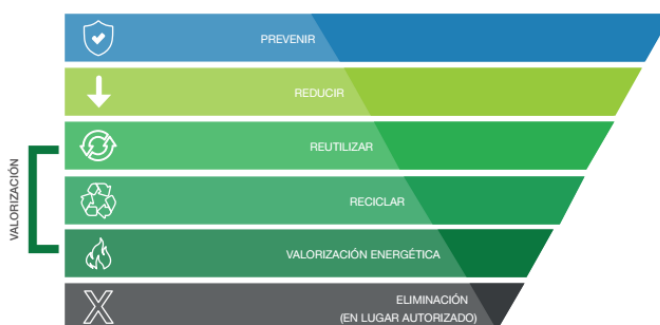 PREVENIR
REDUCIR
REUTILIZAR
VALORIZACIÓN
RECICLAR
VALORIZACIÓN ENERGÉTICA
ELIMINACIÓN
(EN LUGAR AUTORIZADO)